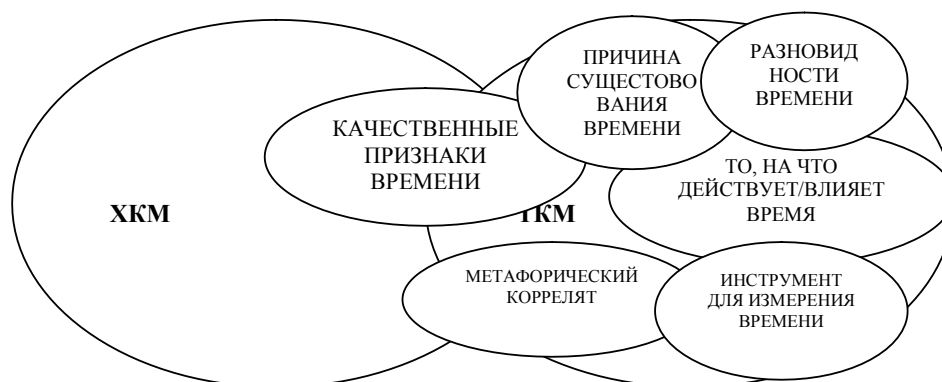 ПРИЧИНА
СУЩЕСТОВО
ВАНИЯ
ВРЕМЕНИ
РАЗНОВИД
НОСТИ
ВРЕМЕНИ
КАЧЕСТВЕННЫЕ
ПРИЗНАКИ
ВРЕМЕНИ
ТО, НА ЧТО
ДЕЙСТВУЕТ/ВЛИЯЕТ
ВРЕМЯ
ХКМ
МЕТАФОРИЧЕСКИЙ
КОРРЕЛЯТ
ИНСТРУМЕНТ
ДЛЯ ИЗМЕРЕНИЯ
ВРЕМЕНИ